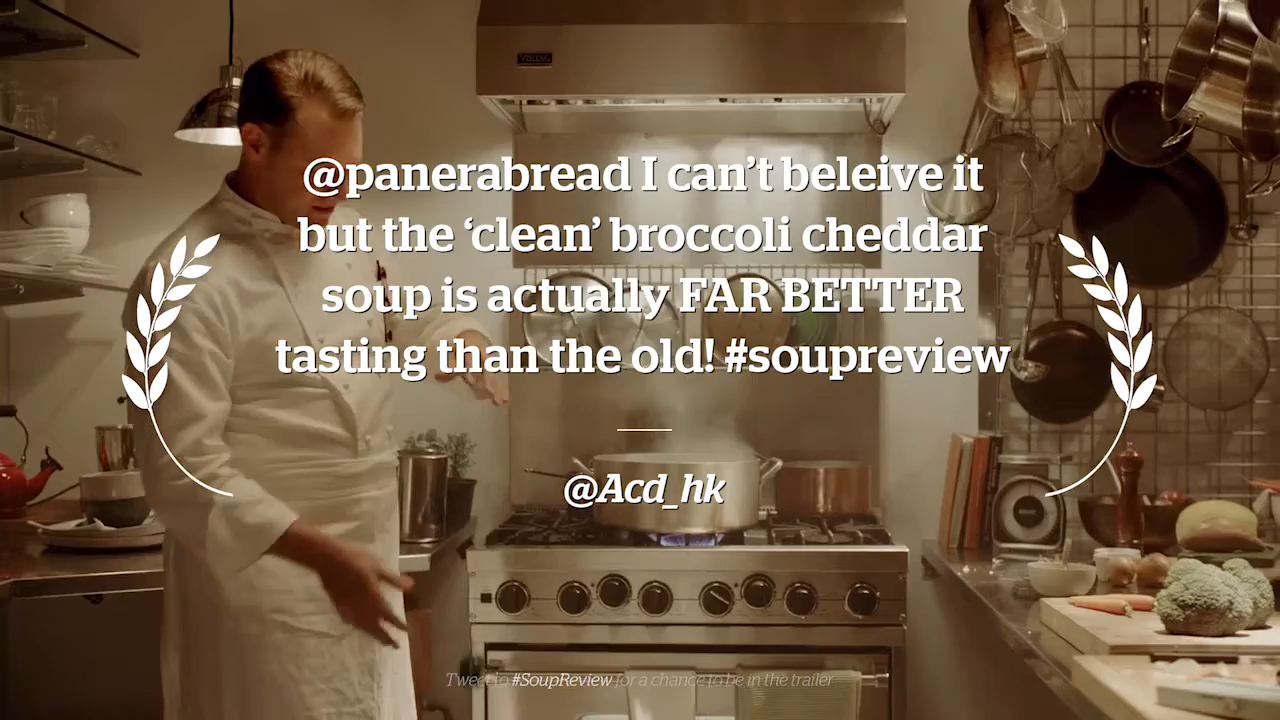 @panerabread I can’t beleive it
but the ‘clean’ broccoli cheddar
soup is actually FAR BETTER
tasting than the old! #soupreview
@Acd_hk
Tweet to #SoupReview for a chance to be in the trailer